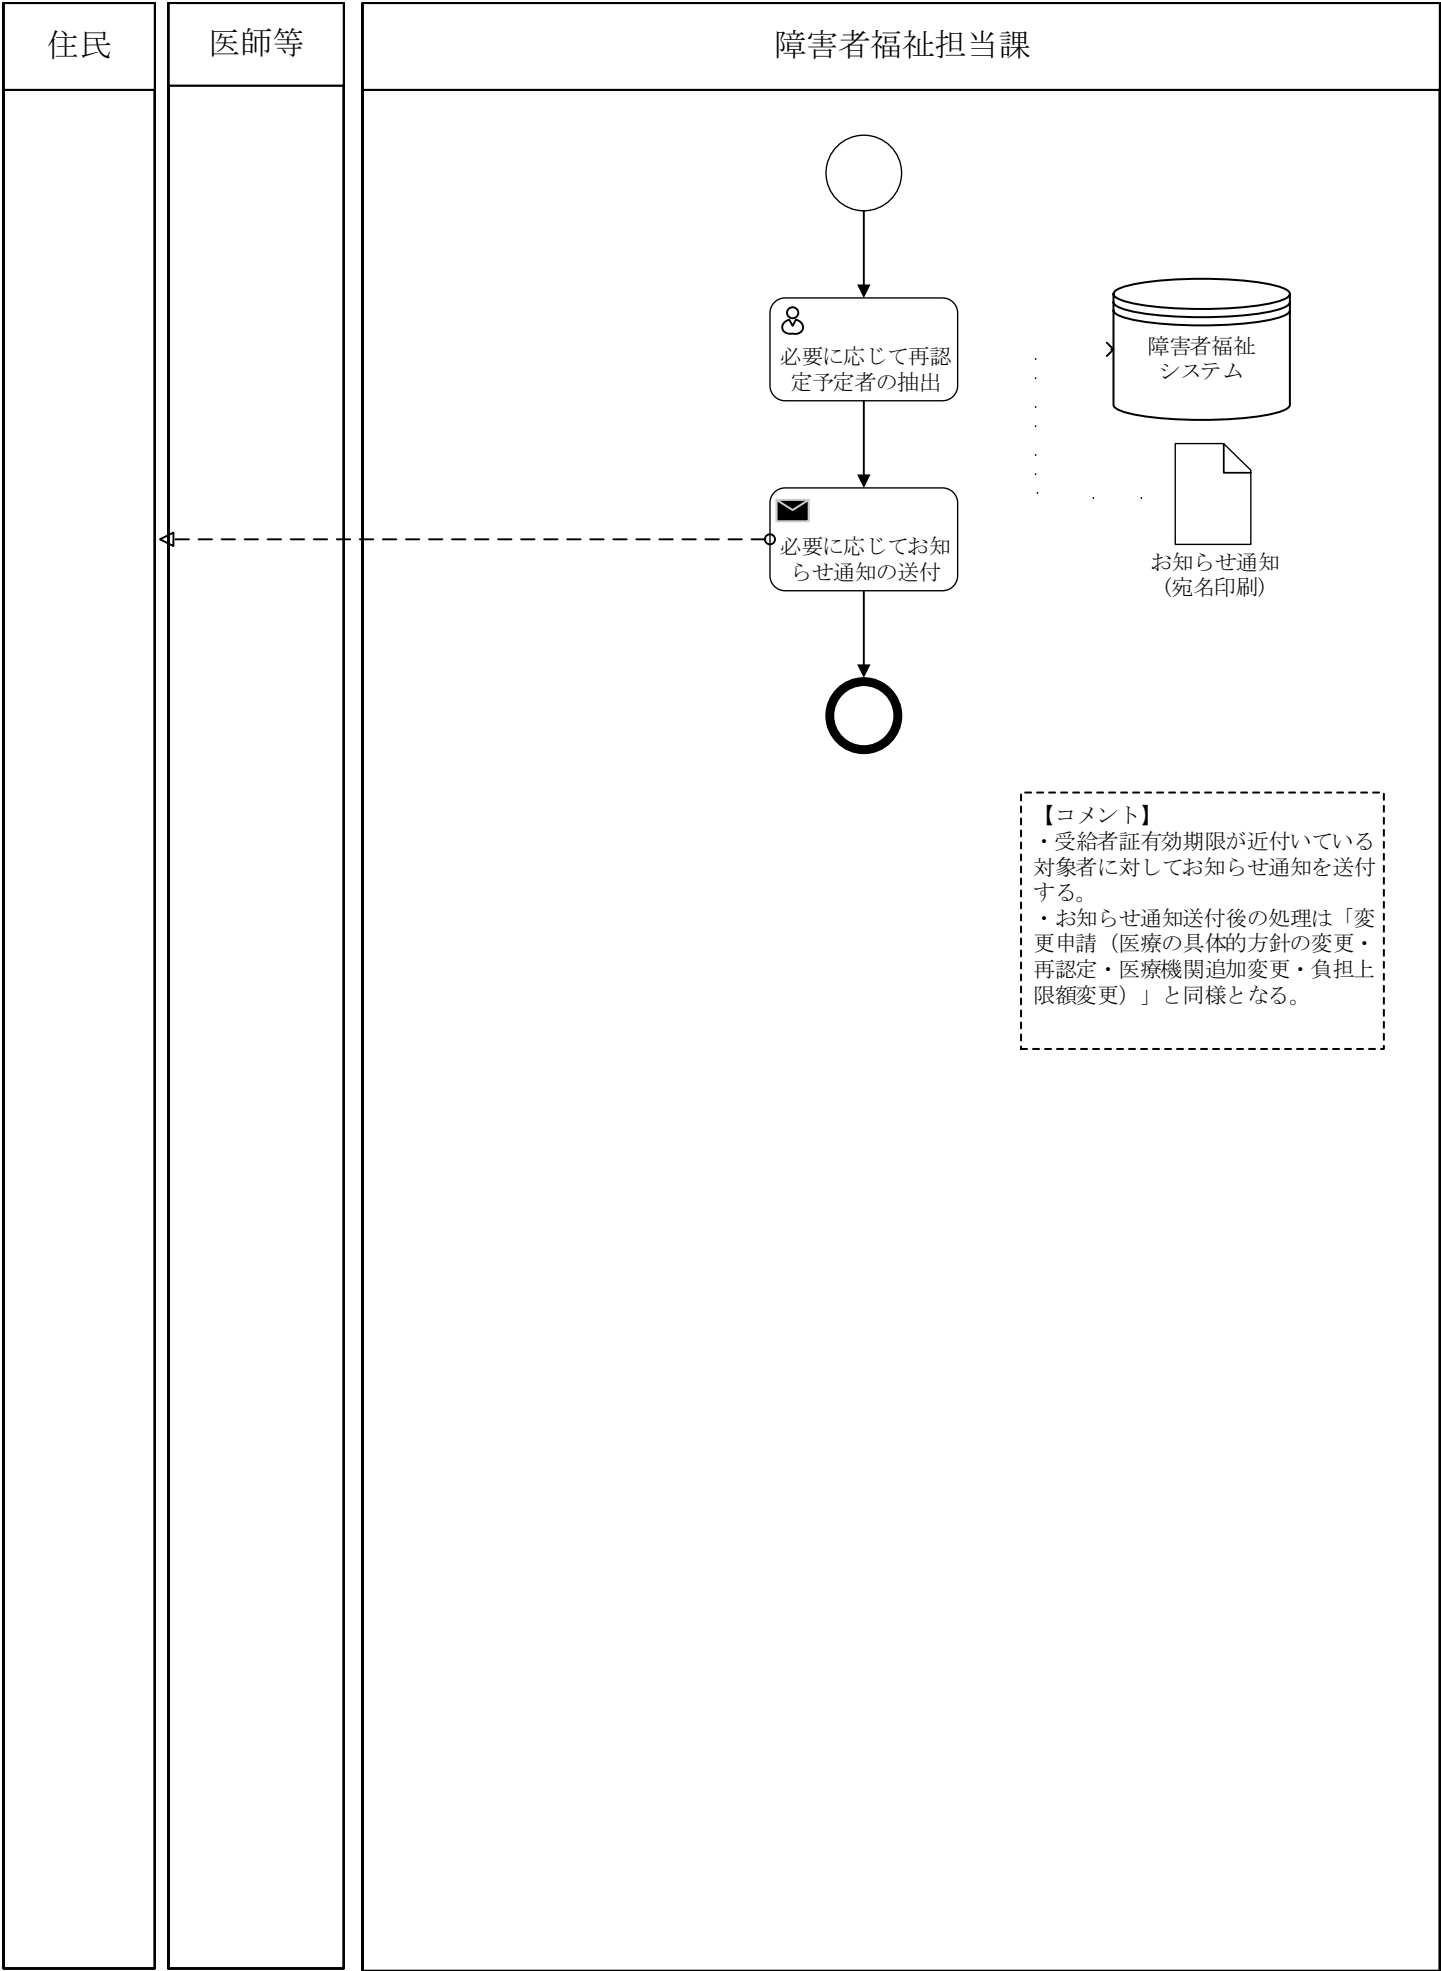 住民
医師等
障害者福祉担当課
必要に応じて再認
定予定者の抽出
障害者福祉
システム
必要に応じてお知
らせ通知の送付
お知らせ通知
（宛名印刷）
【コメント】
・受給者証有効期限が近付いている
対象者に対してお知らせ通知を送付
する。
・お知らせ通知送付後の処理は「変
更申請（医療の具体的方針の変更・
再認定・医療機関追加変更・負担上
限額変更）」と同様となる。